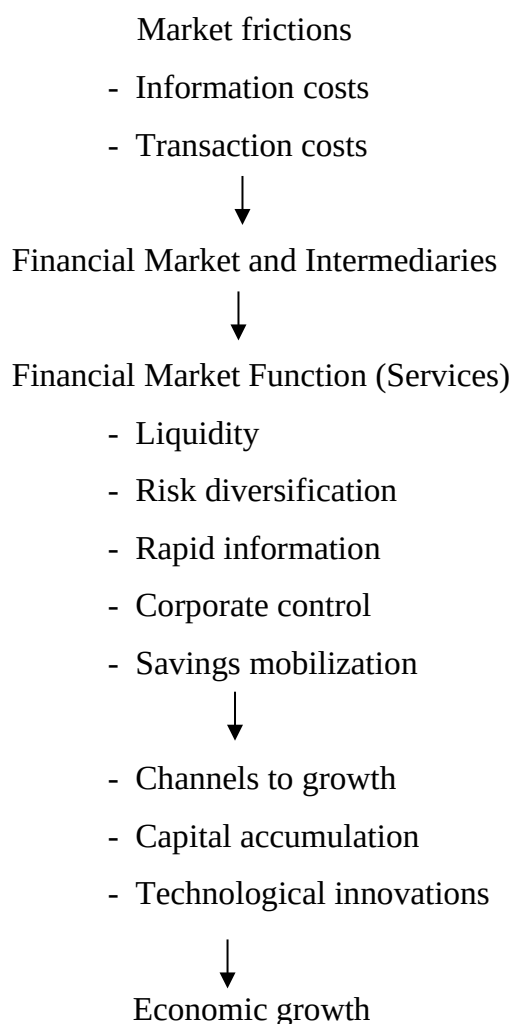 Market frictions
- Information costs
- Transaction costs
Financial Market and Intermediaries
Financial Market Function (Services)
- Liquidity
- Risk diversification
- Rapid information
- Corporate control
- Savings mobilization
- Channels to growth
- Capital accumulation
- Technological innovations
Economic growth